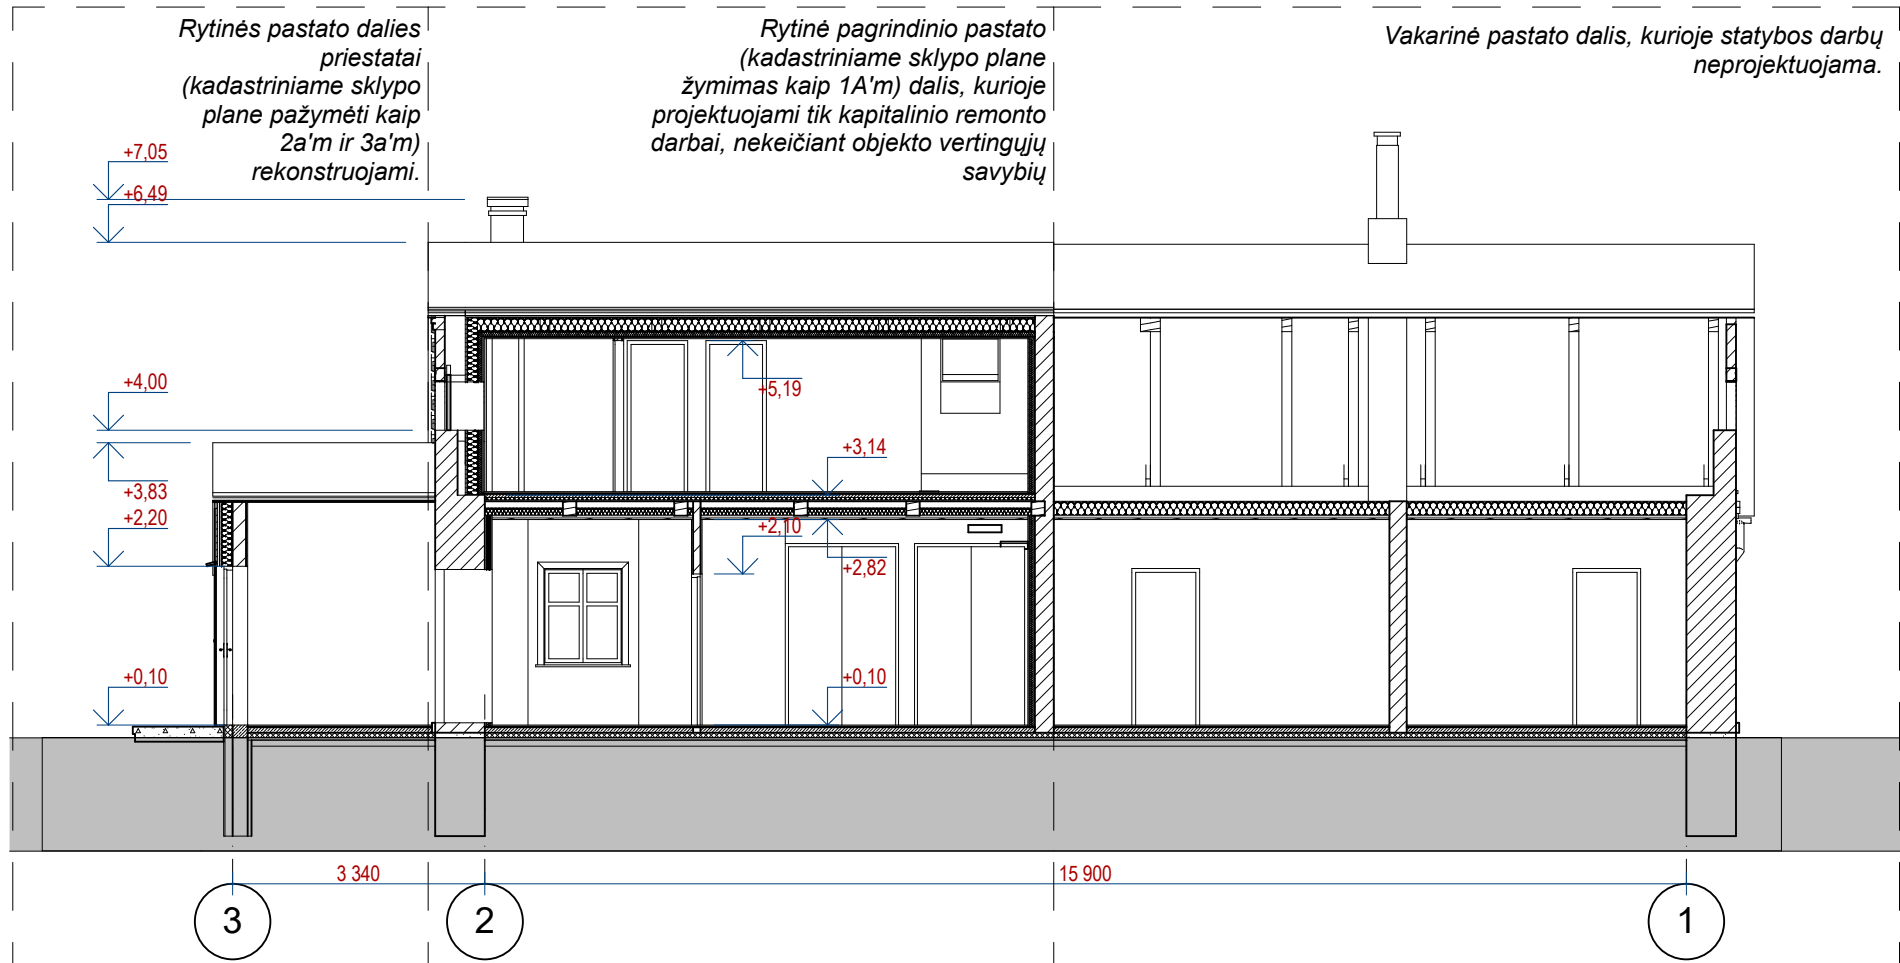 Rytinės pastato dalies
priestatai
(kadastriniame sklypo
plane pažymėti kaip
2a'm ir 3a'm)
rekonstruojami.
Rytinė pagrindinio pastato
(kadastriniame sklypo plane
žymimas kaip 1A'm) dalis, kurioje
projektuojami tik kapitalinio remonto
darbai, nekeičiant objekto vertingųjų
savybių
Vakarinė pastato dalis, kurioje statybos darbų
neprojektuojama.
+7,05
+6,49
+4,00
+3,83
+2,20
+0,10
+5,19
+3,14
+2,10
+2,82
+0,10
3 340
15 900
3
2
1